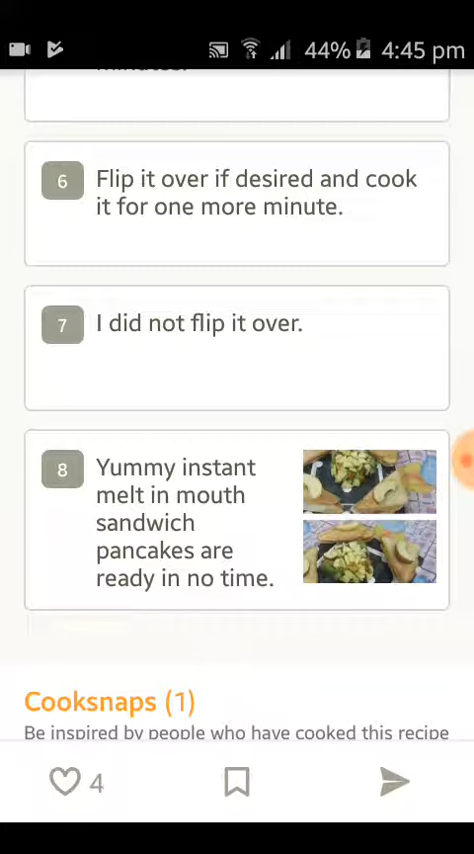 44% 4:45 pm
minutes.
6 Flip it over if desired and cook
it for one more minute.
7 I did not flip it over.
8 Yummy instant
melt in mouth
sandwich
pancakes are
ready in no time.
Cooksnaps (1)
Be inspired by people who have cooked this recipe
4